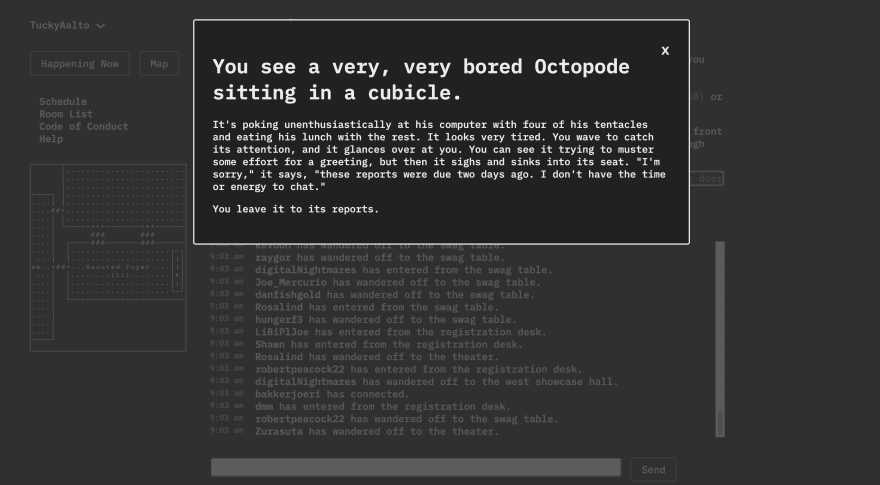 TuckyAalto
Happening Now
Map
Schedule
Room List
Code of Conduct
Help
x
You see a very, very bored Octopode
sitting in a cubicle.
It's poking unenthusiastically at his computer with four of his tentacles
and eating his lunch with the rest. It looks very tired. You wave to catch
its attention, and it glances over at you. You can see it trying to muster
some effort for a greeting, but then it sighs and sinks into its seat. "I'm
sorry," it says, "these reports were due two days ago. I don't have the time
or energy to chat."
You leave it to its reports.
you
or
front
door
9:03 am kevbon has wandered off to the swag table.
9:03 am raygor has wandered off to the swag table.
9:03 am digitalNightmares has entered from the swag table.
9:03 am Joe_Mercurio has wandered off to the swag table.
9:03 am danfishgold has wandered off to the swag table.
9:03 am Rosalind has entered from the swag table.
9:03 am hungerf3 has wandered off to the swag table.
9:03 am LiBiPlJoe has entered from the registration desk.
9:03 am Shawn has entered from the registration desk.
9:03 am Rosalind has wandered off to the theater.
9:03 am robertpeacock22 has entered from the registration desk.
9:03 am digitalNightmares has wandered off to the west showcase hall.
9:03 am bakkerjoeri has connected.
9:03 am dmm has entered from the registration desk.
9:03 am robertpeacock22 has wandered off to the swag table.
9:03 am Zurasuta has wandered off to the theater.
Haunted Foyer
Send